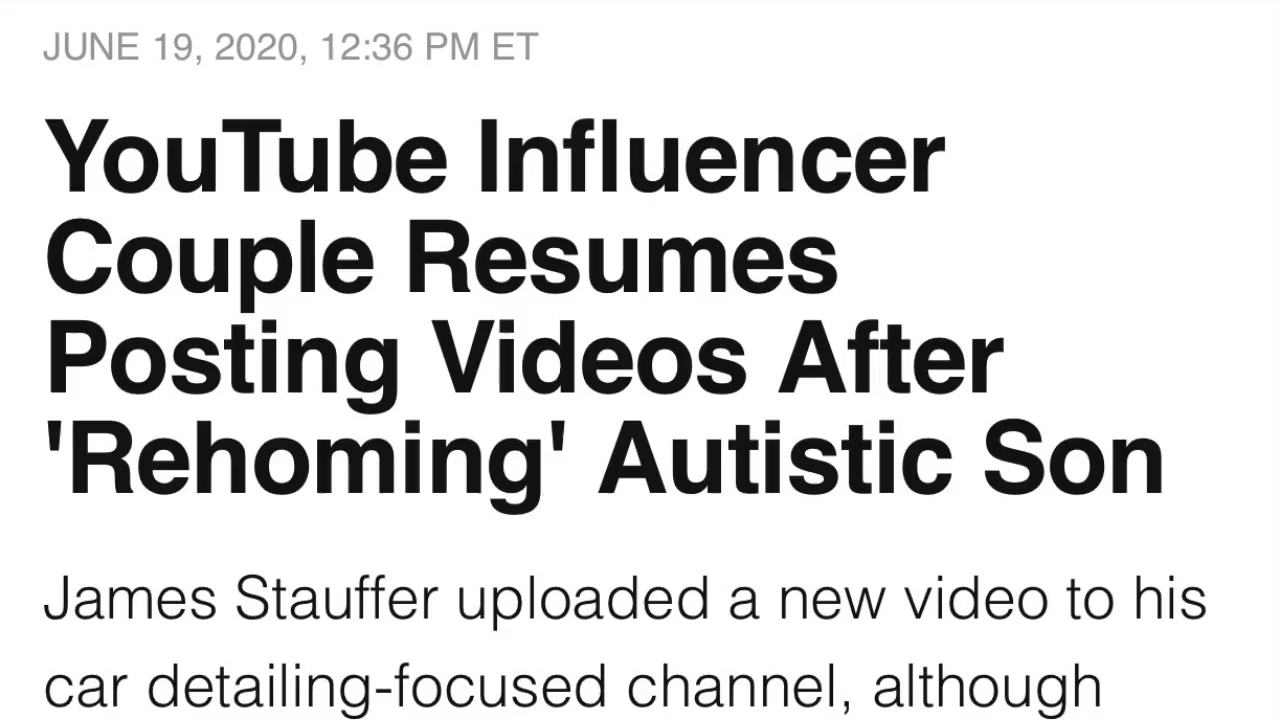 JUNE 19, 2020, 12:36 PM ET
YouTube Influencer
Couple Resumes
Posting Videos After
'Rehoming' Autistic Son
James Stauffer uploaded a new video to his
car detailing-focused channel, although